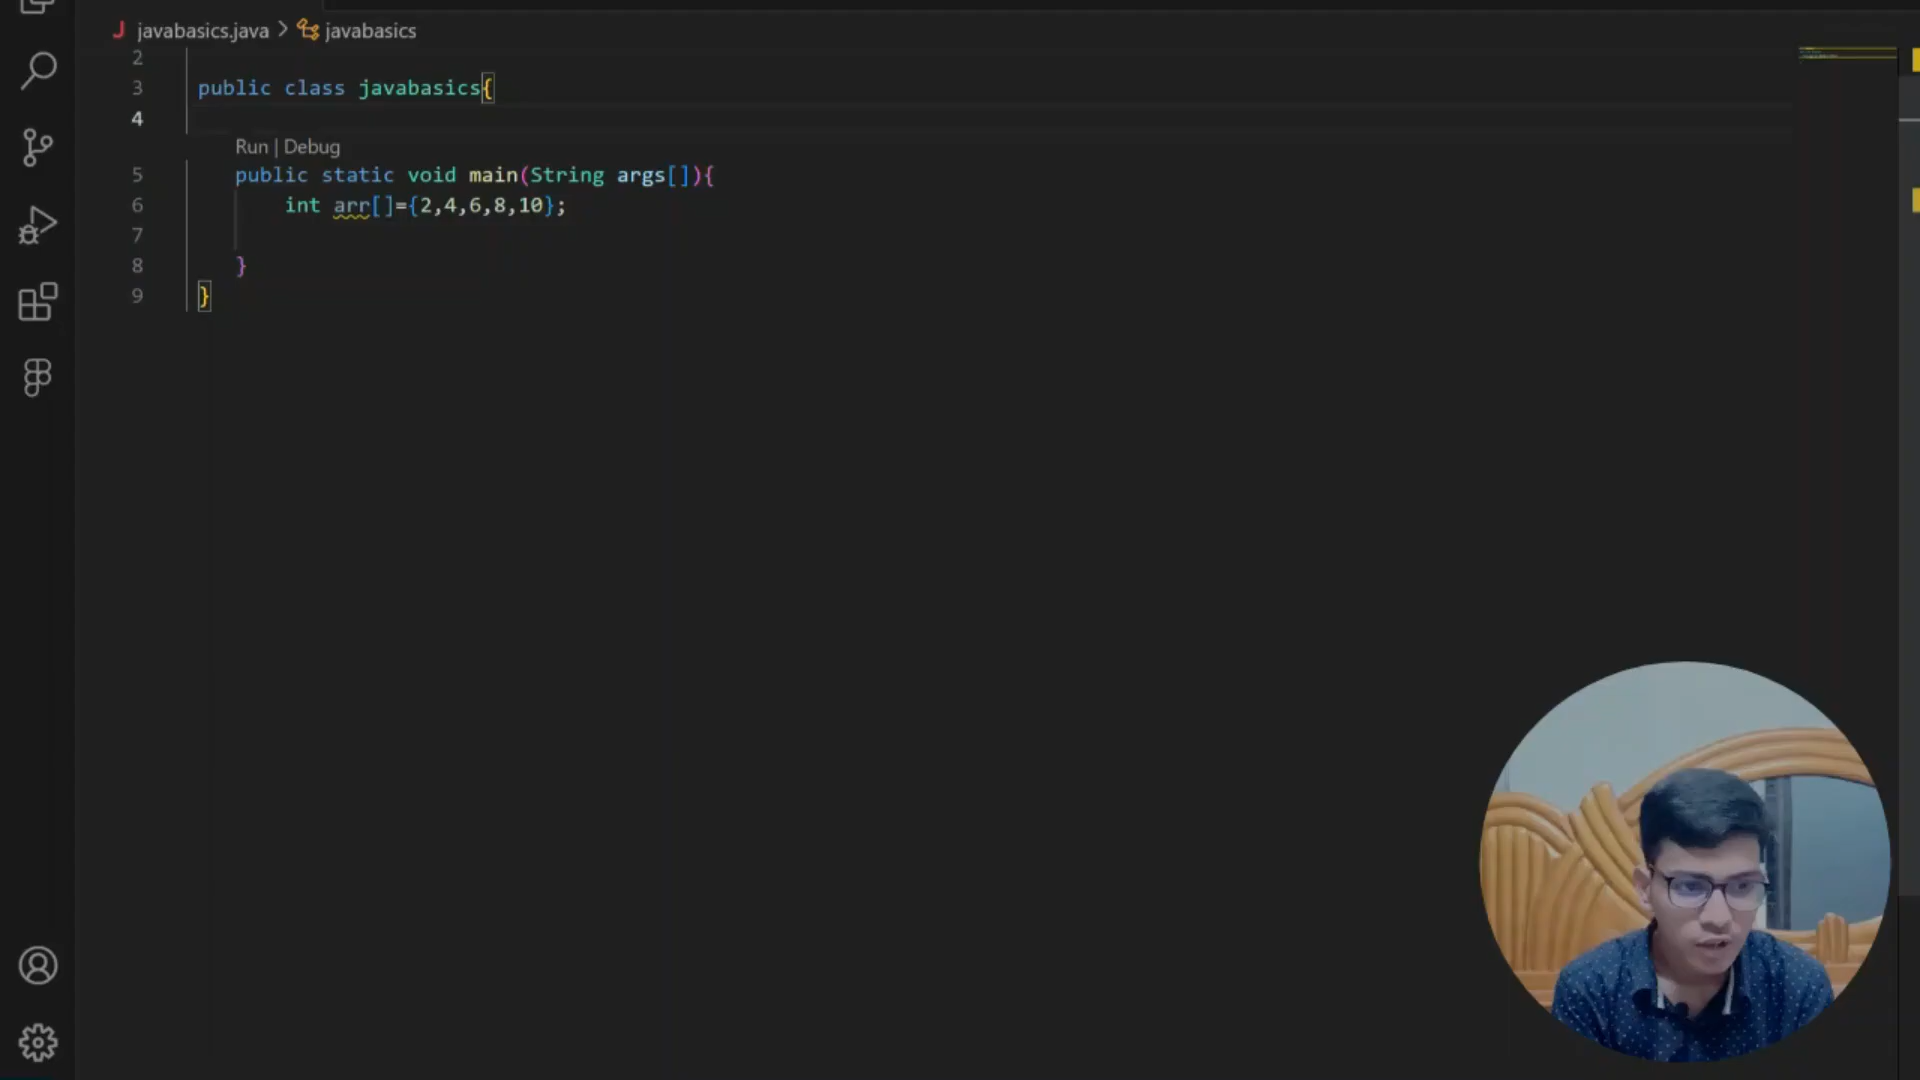 javabasics.java > javabasics
2
3 public class javabasics{
4
Run | Debug
5 public static void main(String args[]){
6 int arr[]={2,4,6,8,10};
7
8 }
9 }